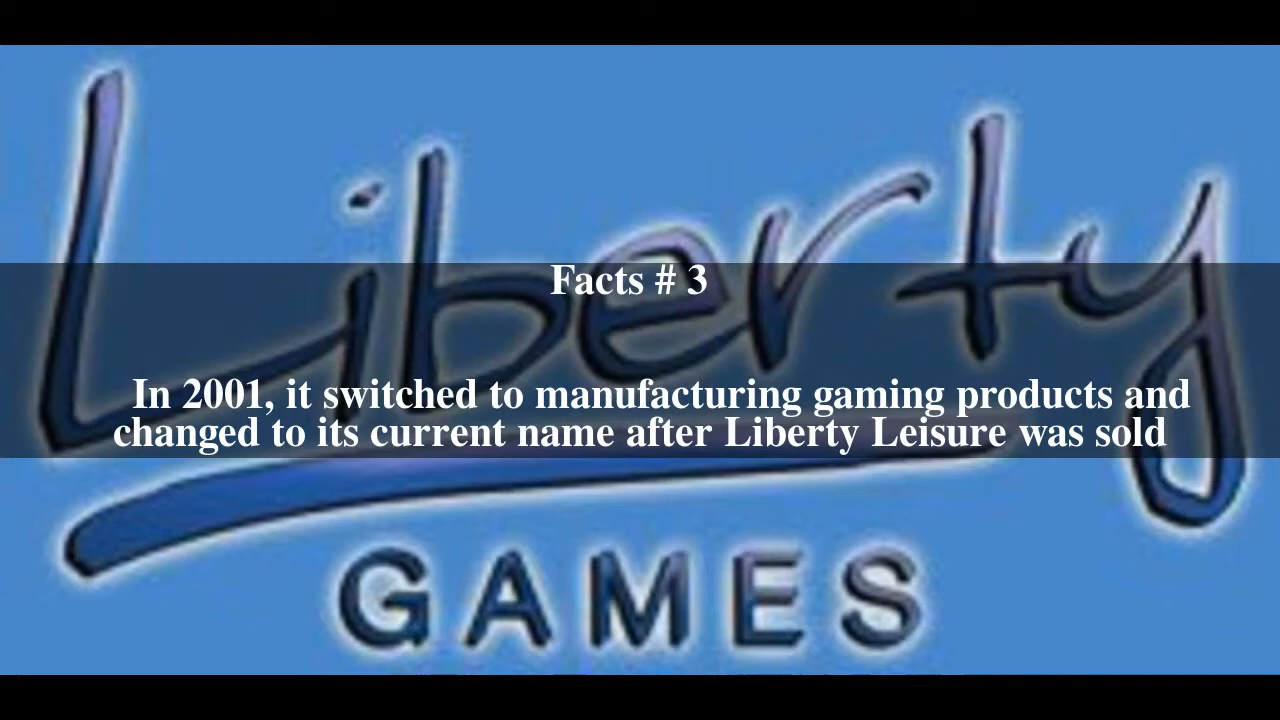 Liberty
Facts # 3
In 2001, it switched to manufacturing gaming products and
changed to its current name after Liberty Leisure was sold
GAMES